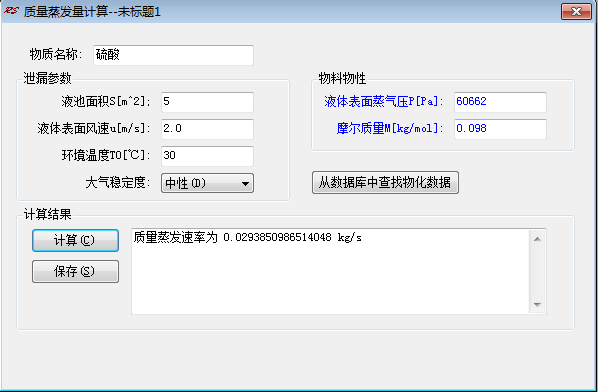 RS 质量蒸发量计算--未标题1
物质名称: 硫酸
泄漏参数
液池面积S[m^2]: 5
液体表面风速u[m/s]: 2.0
环境温度T0[℃]: 30
大气稳定度: 中性(D)
物料物性
液体表面蒸气压P[Pa]: 60662
摩尔质量M[kg/mol]: 0.098
从数据库中查找物化数据
计算结果
计算(C)
保存(S)
质量蒸发速率为 0.0293850986514048 kg/s